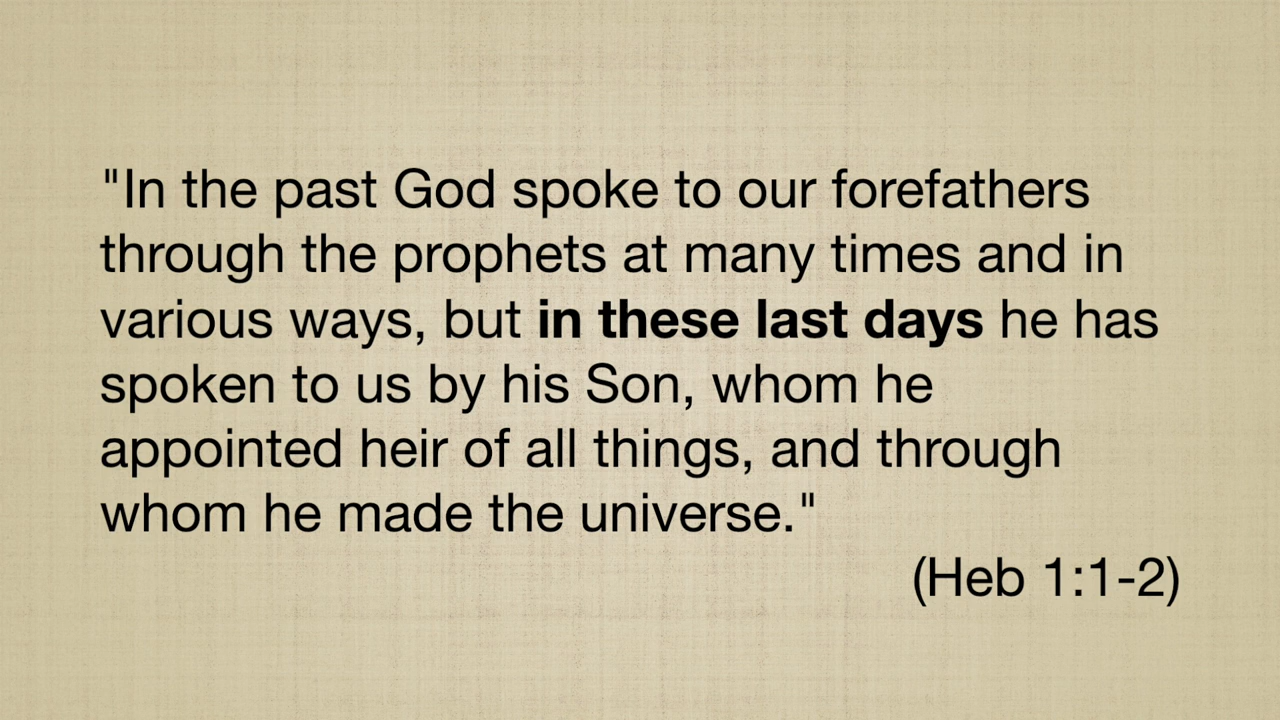 "In the past God spoke to our forefathers
through the prophets at many times and in
various ways, but in these last days he has
spoken to us by his Son, whom he
appointed heir of all things, and through
whom he made the universe."
(Heb 1:1-2)